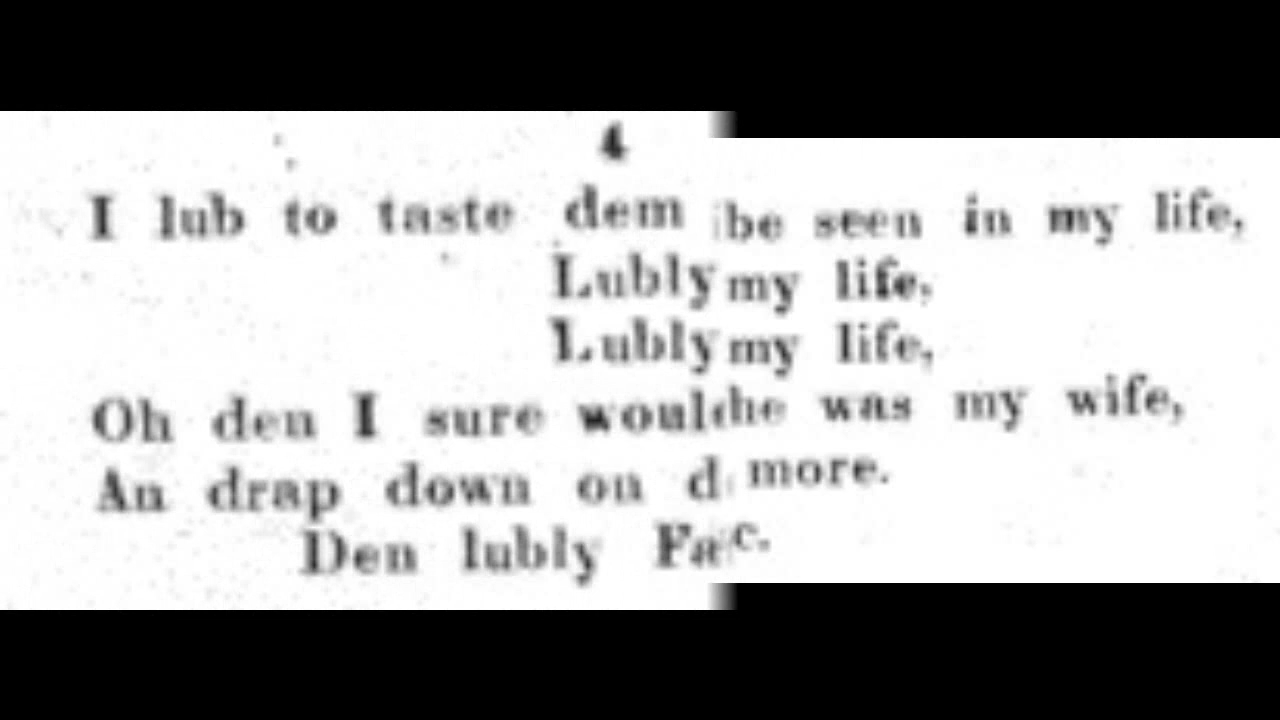 4
I lub to taste dem be seen in my life,
Lubly my life.
Lubly my life,
Oh den I sure would he was my wife,
An drap down on d more.
Den lubly Fa c.